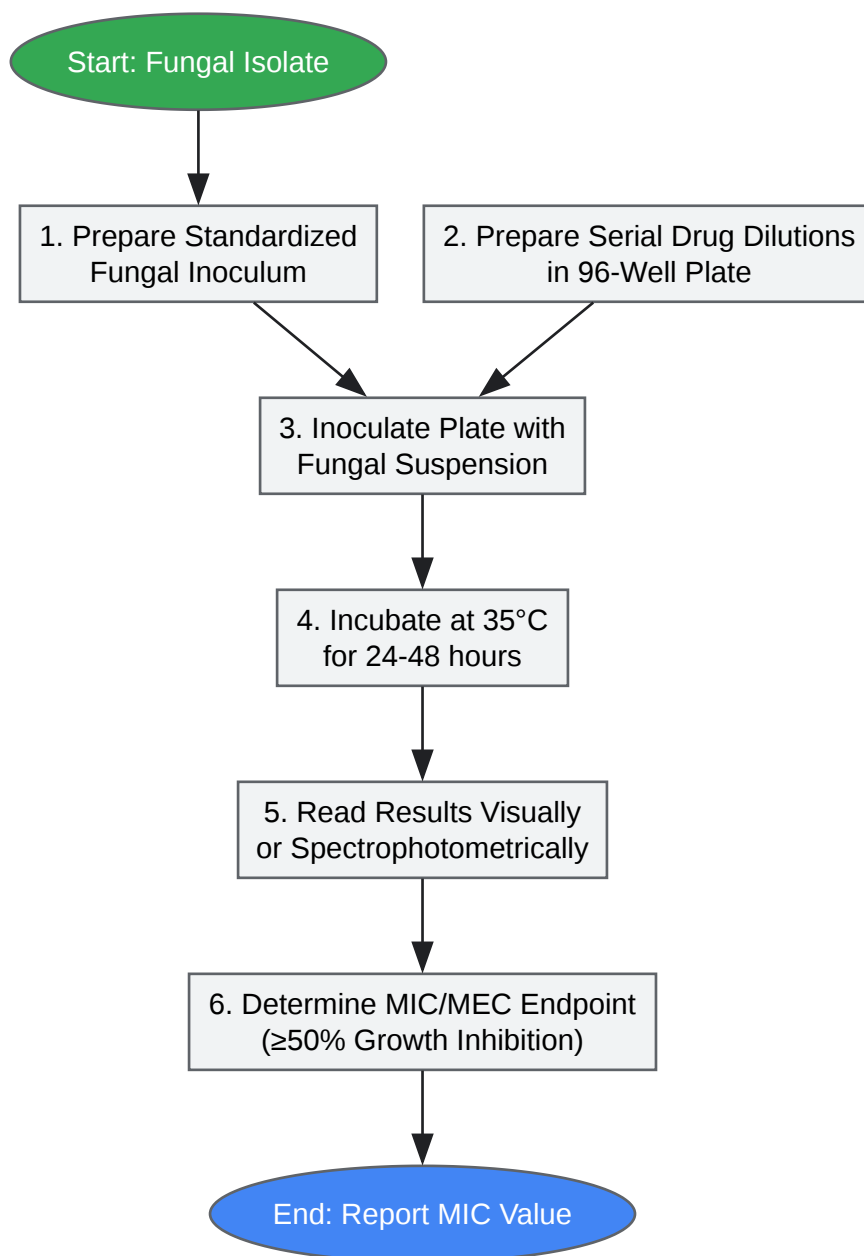 Start: Fungal Isolate
1. Prepare Standardized
Fungal Inoculum
2. Prepare Serial Drug Dilutions
in 96-Well Plate
3. Inoculate Plate with
Fungal Suspension
4. Incubate at 35°C
for 24-48 hours
5. Read Results Visually
or Spectrophotometrically
6. Determine MIC/MEC Endpoint
(≥50% Growth Inhibition)
End: Report MIC Value